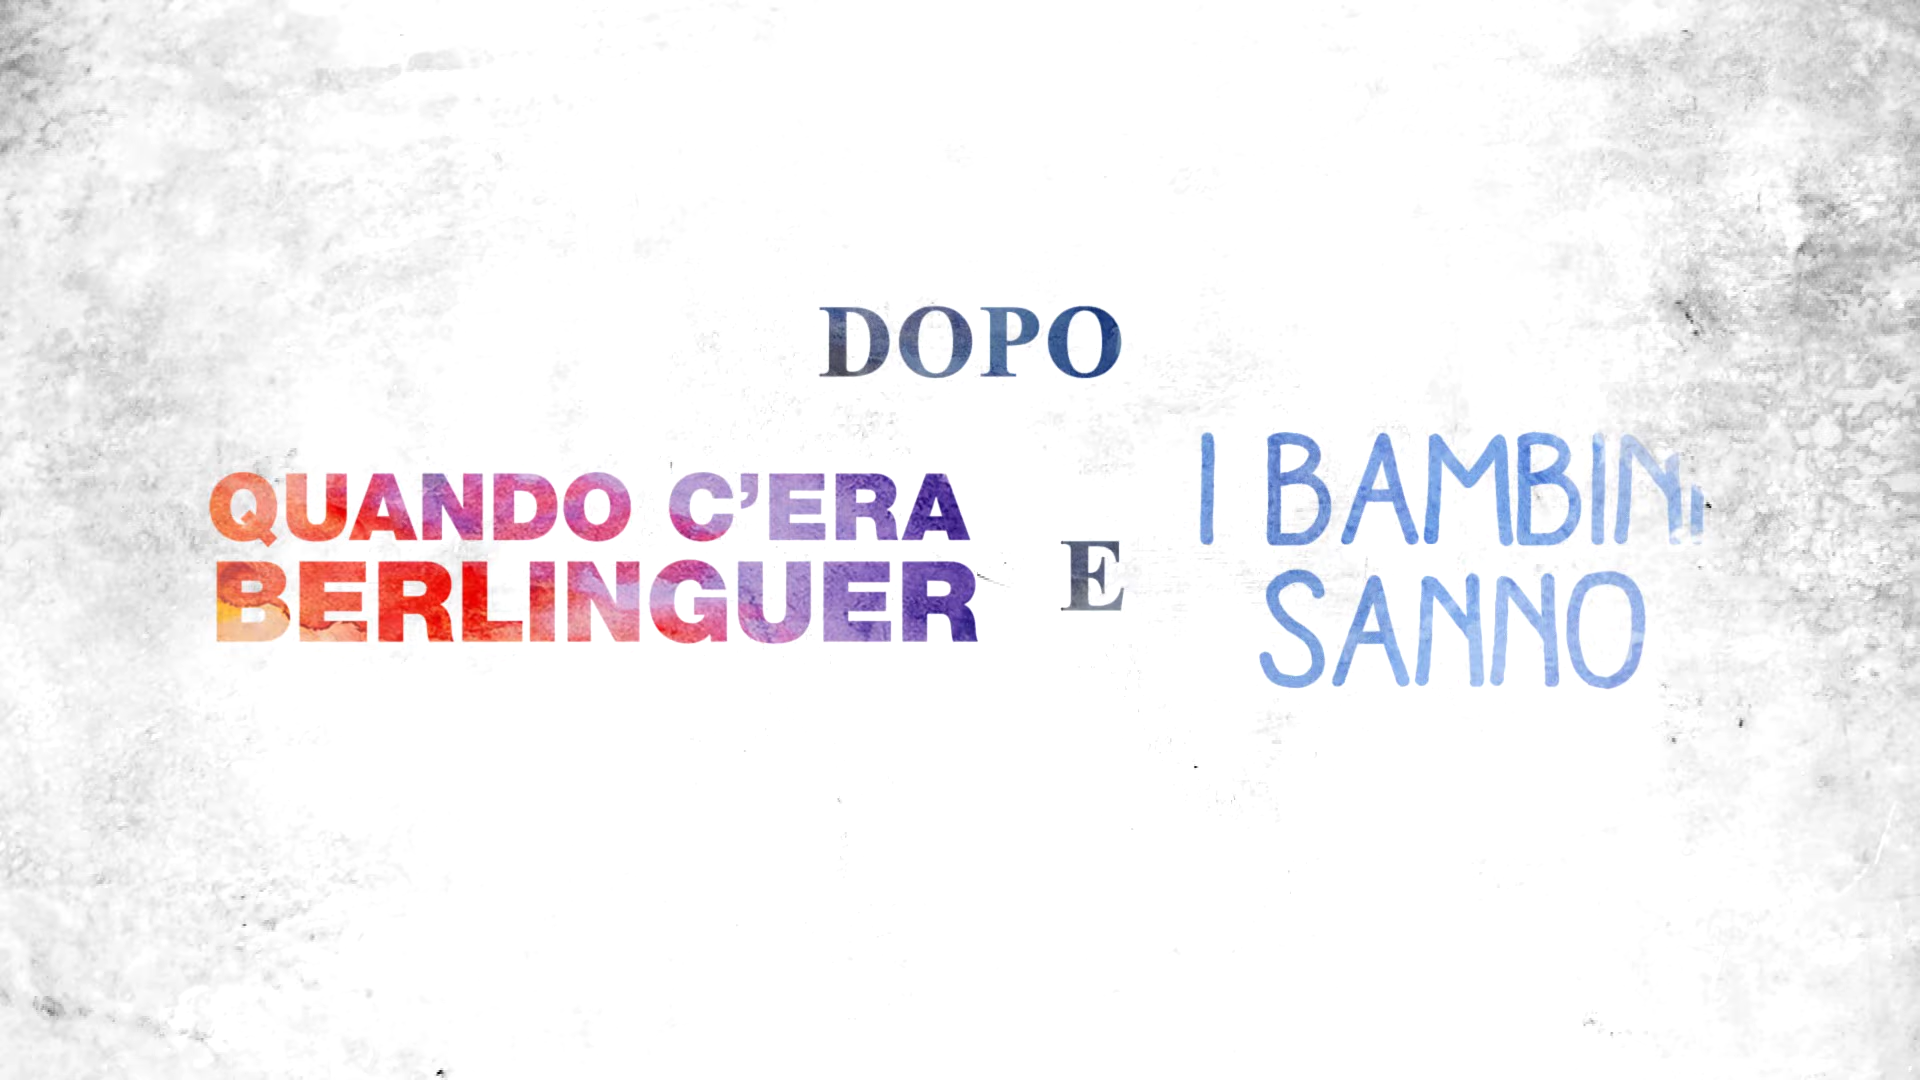 DOPO
QUANDO C'ERA
BERLINGUER
E
I BAMBINI
SANNO